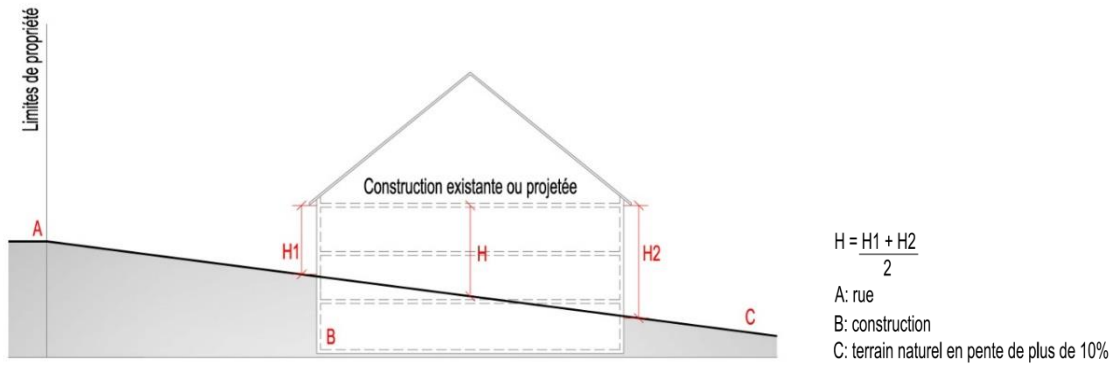 Limites de propriété
Construction existante ou projetée
A
H1
H
H2
B
C
H = H1 + H2
2
A: rue
B: construction
C: terrain naturel en pente de plus de 10%